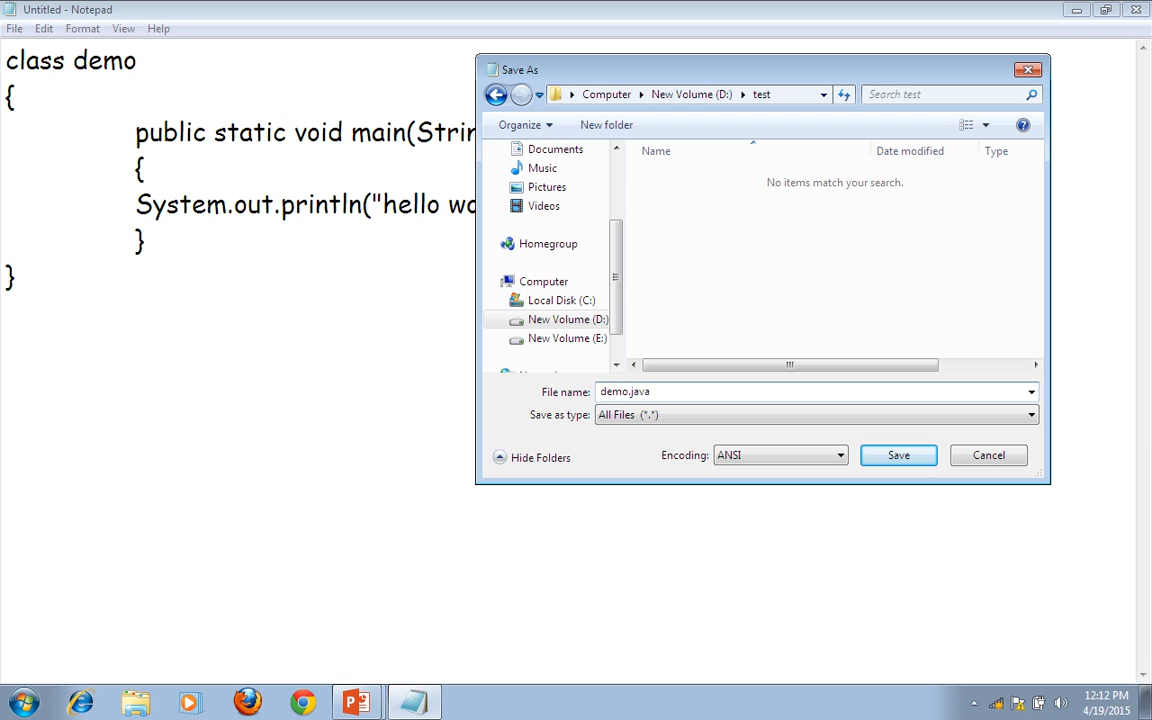 Untitled - Notepad
File Edit Format View Help
class demo
{
public static void main(Strin
{
System.out.println("hello wo
}
}
Save As
Computer New Volume (D:) test
Search test
Organize New folder
Name Date modified Type
No items match your search.
Documents
Music
Pictures
Videos
Homegroup
Computer
Local Disk (C:)
New Volume (D:)
New Volume (E:)
File name: demo.java
Save as type: All Files (*.*)
Hide Folders Encoding: ANSI Save Cancel
12:12 PM
4/19/2015